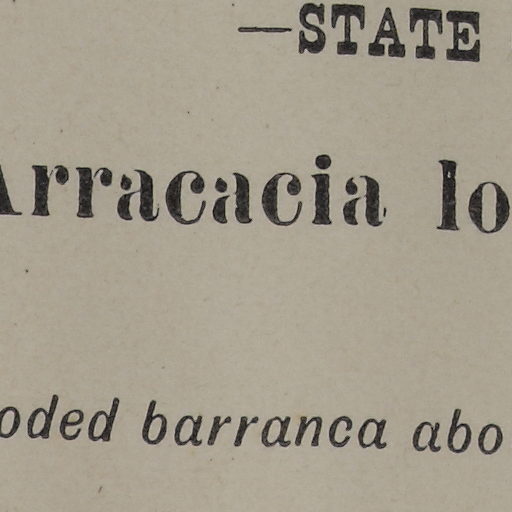 —STATE
Arracacia lo
oded barranca abo